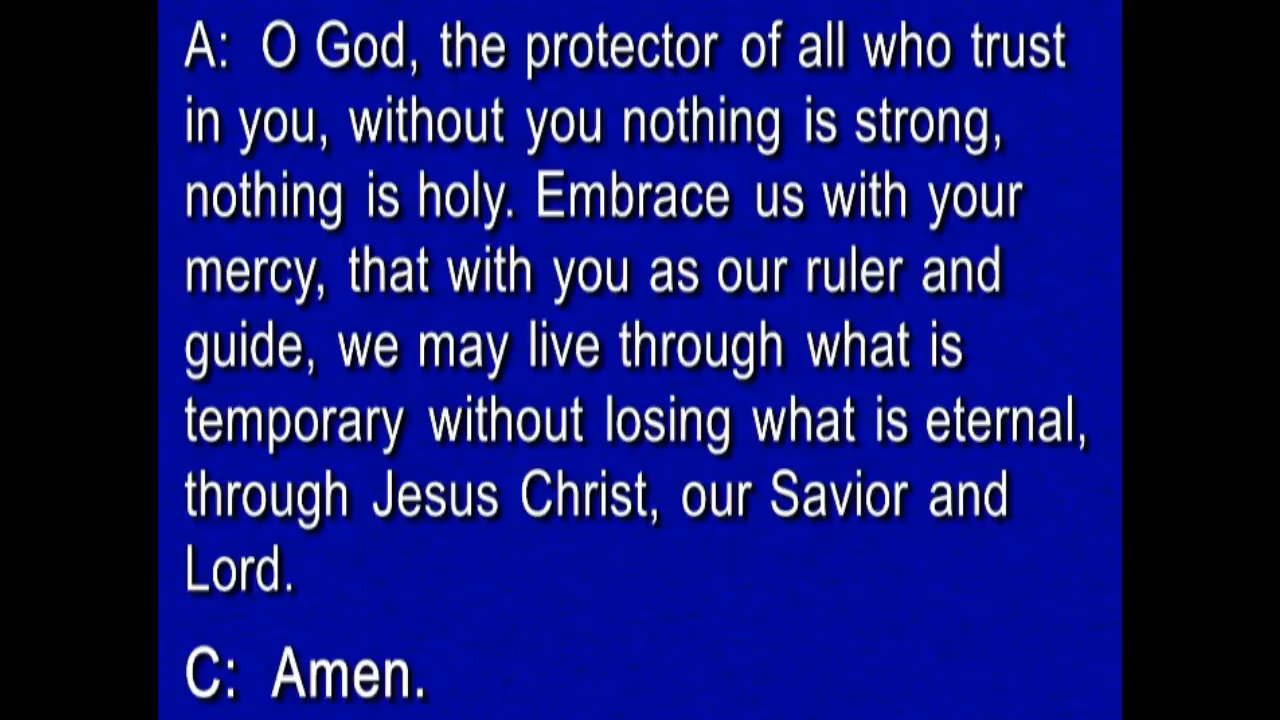 A: O God, the protector of all who trust
in you, without you nothing is strong,
nothing is holy. Embrace us with your
mercy, that with you as our ruler and
guide, we may live through what is
temporary without losing what is eternal,
through Jesus Christ, our Savior and
Lord.
C: Amen.